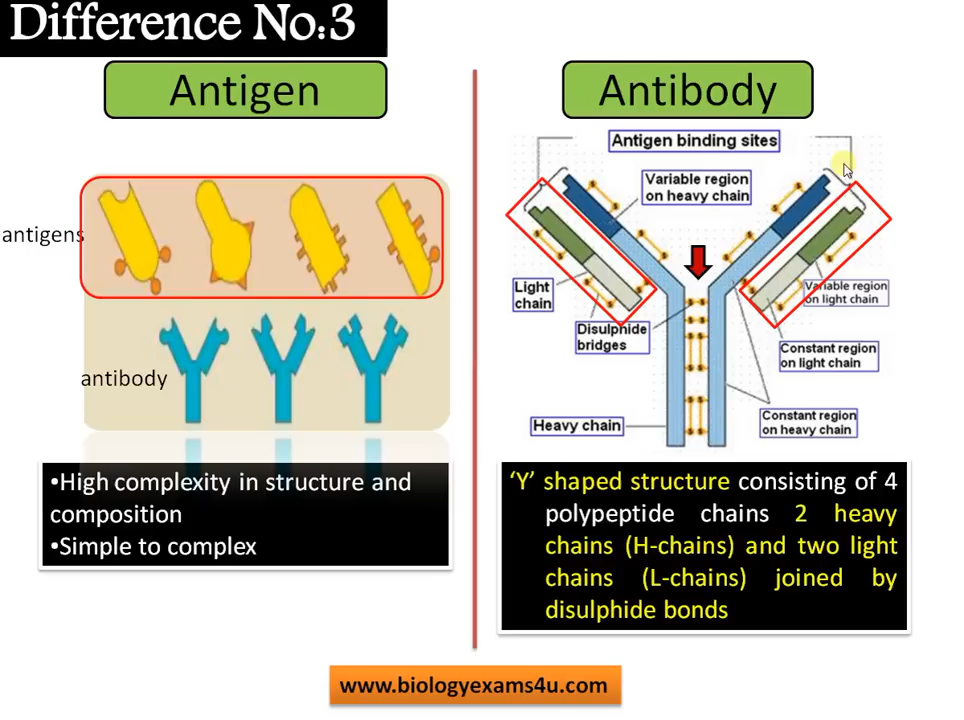 Difference No:3
Antigen
antigens
antibody
•High complexity in structure and
composition
•Simple to complex
Antibody
Antigen binding sites
Variable region
on heavy chain
Light
chain
Variable region
on light chain
Disulphide
bridges
Constant region
on light chain
Constant region
on heavy chain
Heavy chain
‘Y’ shaped structure consisting of 4
polypeptide chains 2 heavy
chains (H-chains) and two light
chains (L-chains) joined by
disulphide bonds
www.biologyexams4u.com